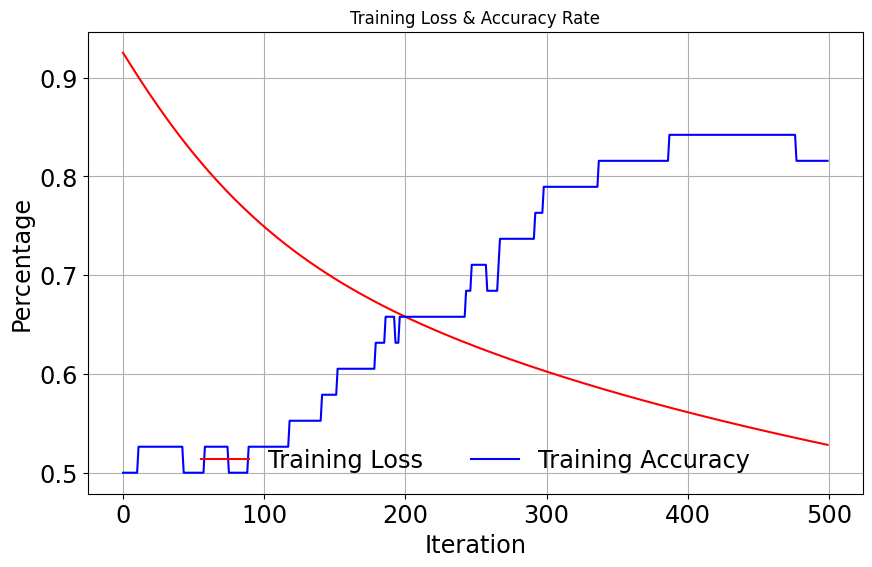 Training Loss & Accuracy Rate
Percentage
0.9
0.8
0.7
0.6
0.5
Training Loss
Training Accuracy
0 100 200 300 400 500
Iteration